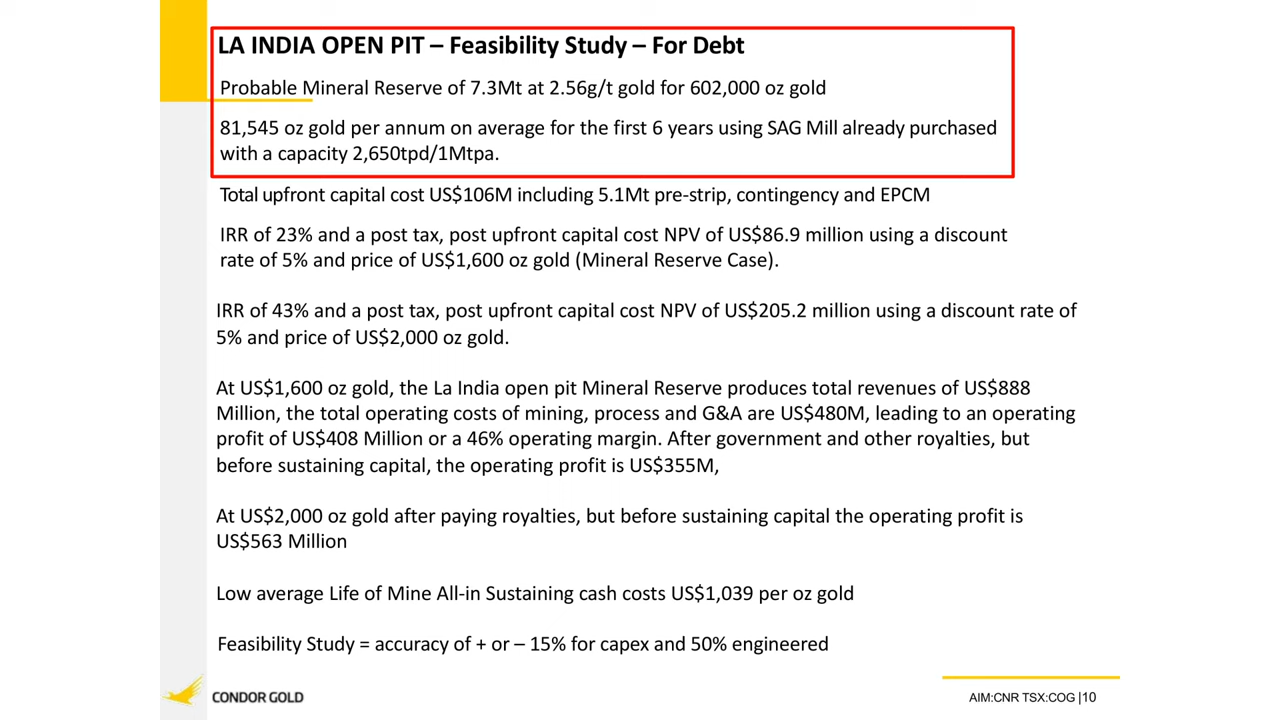 LA INDIA OPEN PIT – Feasibility Study – For Debt
Probable Mineral Reserve of 7.3Mt at 2.56g/t gold for 602,000 oz gold
81,545 oz gold per annum on average for the first 6 years using SAG Mill already purchased
with a capacity 2,650tpd/1Mtpa.
Total upfront capital cost US$106M including 5.1Mt pre-strip, contingency and EPCM
IRR of 23% and a post tax, post upfront capital cost NPV of US$86.9 million using a discount
rate of 5% and price of US$1,600 oz gold (Mineral Reserve Case).
IRR of 43% and a post tax, post upfront capital cost NPV of US$205.2 million using a discount rate of
5% and price of US$2,000 oz gold.
At US$1,600 oz gold, the La India open pit Mineral Reserve produces total revenues of US$888
Million, the total operating costs of mining, process and G&A are US$480M, leading to an operating
profit of US$408 Million or a 46% operating margin. After government and other royalties, but
before sustaining capital, the operating profit is US$355M,
At US$2,000 oz gold after paying royalties, but before sustaining capital the operating profit is
US$563 Million
Low average Life of Mine All-in Sustaining cash costs US$1,039 per oz gold
Feasibility Study = accuracy of + or – 15% for capex and 50% engineered
CONDOR GOLD
AIM:CNR TSX:COG |10